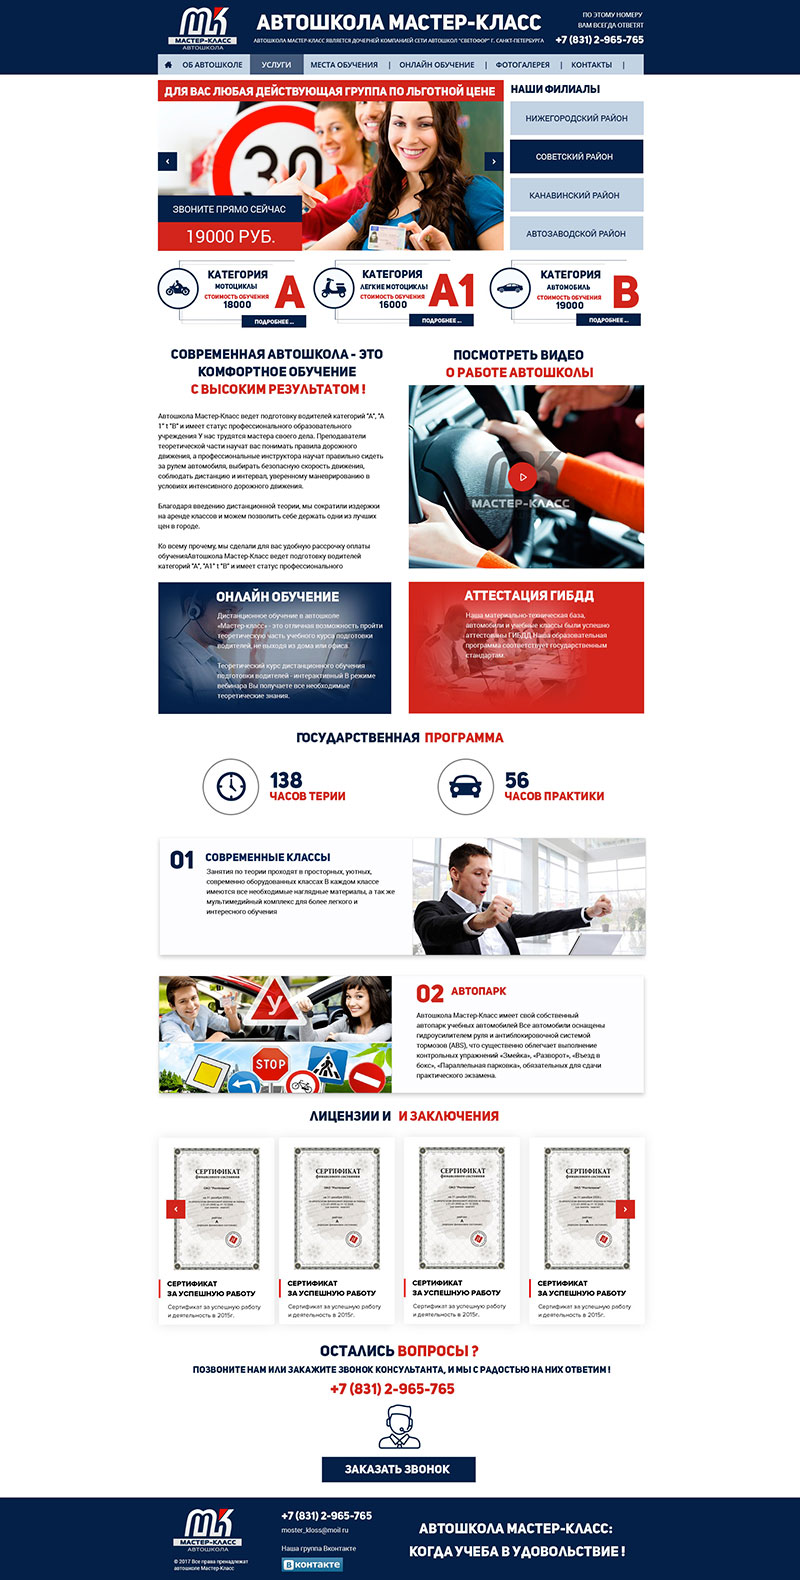 МК
МАСТЕР-КЛАСС
АВТОШКОЛА
АВТОШКОЛА МАСТЕР-КЛАСС
АВТОШКОЛА МАСТЕР-КЛАСС ЯВЛЯЕТСЯ ДОЧЕРНЕЙ КОМПАНИЕЙ СЕТИ АВТОШКОЛ "СВЕТОФОР" Г. САНКТ-ПЕТЕРБУРГА
ПО ЭТОМУ НОМЕРУ
ВАМ ВСЕГДА ОТВЕТЯТ
+7 (831) 2-965-765
ОБ АВТОШКОЛЕ УСЛУГИ МЕСТА ОБУЧЕНИЯ | ОНЛАЙН ОБУЧЕНИЕ | ФОТОГАЛЕРЕЯ | КОНТАКТЫ |
ДЛЯ ВАС ЛЮБАЯ ДЕЙСТВУЮЩАЯ ГРУППА ПО ЛЬГОТНОЙ ЦЕНЕ
30
ЗВОНИТЕ ПРЯМО СЕЙЧАС
19000 РУБ.
НАШИ ФИЛИАЛЫ
НИЖЕГОРОДСКИЙ РАЙОН
СОВЕТСКИЙ РАЙОН
КАНАВИНСКИЙ РАЙОН
АВТОЗАВОДСКОЙ РАЙОН
КАТЕГОРИЯ
МОТОЦИКЛЫ
СТОИМОСТЬ ОБУЧЕНИЯ
18000
A
ПОДРОБНЕЕ ...
КАТЕГОРИЯ
ЛЕГКИЕ МОТОЦИКЛЫ
СТОИМОСТЬ ОБУЧЕНИЯ
16000
A1
ПОДРОБНЕЕ ...
КАТЕГОРИЯ
АВТОМОБИЛЬ
СТОИМОСТЬ ОБУЧЕНИЯ
19000
B
ПОДРОБНЕЕ ...
СОВРЕМЕННАЯ АВТОШКОЛА - ЭТО
КОМФОРТНОЕ ОБУЧЕНИЕ
С ВЫСОКИМ РЕЗУЛЬТАТОМ !
Автошкола Мастер-Класс ведет подготовку водителей категорий "А", "А
1" t "В" и имеет статус профессионального образовательного
учреждения У нас трудятся мастера своего дела. Преподаватели
теоретической части научат вас понимать правила дорожного
движения, а профессиональные инструктора научат правильно сидеть
за рулем автомобиля, выбирать безопасную скорость движения,
соблюдать дистанцию и интервал, уверенному маневрированию в
условиях интенсивного дорожного движения.
Благодаря введению дистанционной теории, мы сократили издержки
на аренде классов и можем позволить себе держать одни из лучших
цен в городе.
Ко всему прочему, мы сделали для вас удобную рассрочку оплаты
обученияАвтошкола Мастер-Класс ведет подготовку водителей
категорий "А", "А1" t "В" и имеет статус профессионального
ПОСМОТРЕТЬ ВИДЕО
О РАБОТЕ АВТОШКОЛЫ
МК
МАСТЕР-КЛАСС
ОНЛАЙН ОБУЧЕНИЕ
Дистанционное обучение в автошколе
«Мастер-класс» - это отличная возможность пройти
теоретическую часть учебного курса подготовки
водителей, не выходя из дома или офиса.
Теоретический курс дистанционного обучения
подготовки водителей - интерактивный В режиме
вебинара Вы получаете все необходимые
теоретические знания.
АТТЕСТАЦИЯ ГИБДД
Наша материально-техническая база,
автомобили и учебные классы были успешно
аттестованы ГИБДД Наша образовательная
программа соответствует государственным
стандартам.
ГОСУДАРСТВЕННАЯ ПРОГРАММА
138
ЧАСОВ ТЕРИИ
56
ЧАСОВ ПРАКТИКИ
01 СОВРЕМЕННЫЕ КЛАССЫ
Занятия по теории проходят в просторных, уютных,
современно оборудованных классах В каждом классе
имеются все необходимые наглядные материалы, а так же
мультимедийный комплекс для более легкого и
интересного обучения
У
STOP
02 АВТОПАРК
Автошкола Мастер-Класс имеет свой собственный
автопарк учебных автомобилей Все автомобили оснащены
гидроусилителем руля и антиблокировочной системой
тормозов (ABS), что существенно облегчает выполнение
контрольных упражнений «Змейка», «Разворот», «Въезд в
бокс», «Параллельная парковка», обязательных для сдачи
практического экзамена.
ЛИЦЕНЗИИ И И ЗАКЛЮЧЕНИЯ
СЕРТИФИКАТ
финансового состояния
СЕРТИФИКАТ
финансового состояния
СЕРТИФИКАТ
финансового состояния
СЕРТИФИКАТ
финансового состояния
СЕРТИФИКАТ
ЗА УСПЕШНУЮ РАБОТУ
Сертификат за успешную работу
и деятельность в 2015г.
СЕРТИФИКАТ
ЗА УСПЕШНУЮ РАБОТУ
Сертификат за успешную работу
и деятельность в 2015г.
СЕРТИФИКАТ
ЗА УСПЕШНУЮ РАБОТУ
Сертификат за успешную работу
и деятельность в 2015г.
СЕРТИФИКАТ
ЗА УСПЕШНУЮ РАБОТУ
Сертификат за успешную работу
и деятельность в 2015г.
ОСТАЛИСЬ ВОПРОСЫ ?
ПОЗВОНИТЕ НАМ ИЛИ ЗАКАЖИТЕ ЗВОНОК КОНСУЛЬТАНТА, И МЫ С РАДОСТЬЮ НА НИХ ОТВЕТИМ !
+7 (831) 2-965-765
ЗАКАЗАТЬ ЗВОНОК
МК
МАСТЕР-КЛАСС
АВТОШКОЛА
© 2017 Все права пренадлежат
автошколе Мастер-Класс
+7 (831) 2-965-765
moster_kloss@moil ru
Наша группа Вконтакте
В контакте
АВТОШКОЛА МАСТЕР-КЛАСС:
КОГДА УЧЕБА В УДОВОЛЬСТВИЕ !